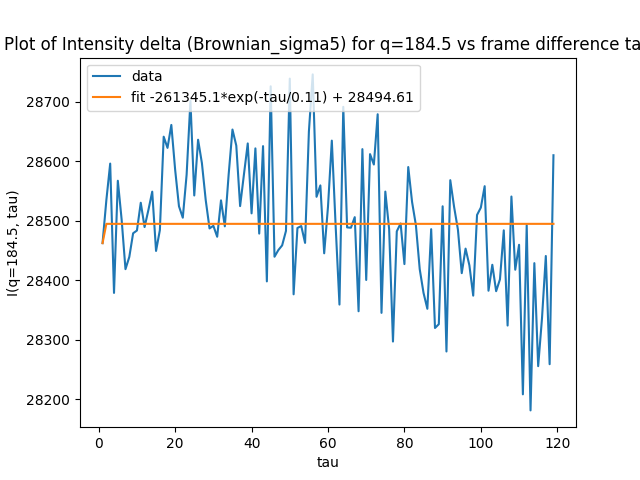 Plot of Intensity delta (Brownian_sigma5) for q=184.5 vs frame difference ta
data
fit -261345.1*exp(-tau/0.11) + 28494.61
I(q=184.5, tau)
28700
28600
28500
28400
28300
28200
0 20 40 60 80 100 120
tau